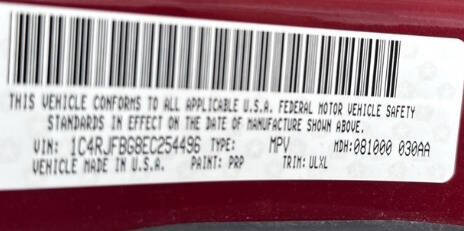 THIS VEHICLE CONFORMS TO ALL APPLICABLE U.S.A. FEDERAL MOTOR VEHICLE SAFETY
STANDARDS IN EFFECT ON THE DATE OF MANUFACTURE SHOWN ABOVE.
VIN: 1C4RJFBG8EC254496 TYPE: MPV MDH:081000 030AA
VEHICLE MADE IN U.S.A. PAINT: PRP TRIM: ULXL